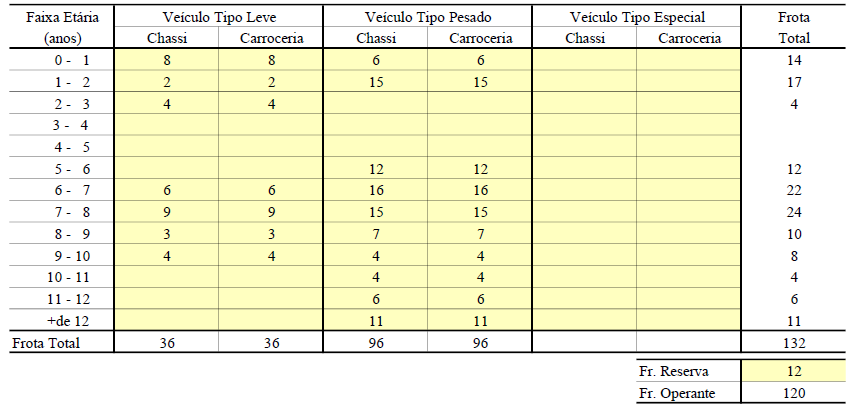 Faixa Etária Veículo Tipo Leve Veículo Tipo Pesado Veículo Tipo Especial Frota
(anos) Chassi Carroceria Chassi Carroceria Chassi Carroceria Total
0 - 1 8 8 6 6 14
1 - 2 2 2 15 15 17
2 - 3 4 4 4
3 - 4
4 - 5
5 - 6 12 12 12
6 - 7 6 6 16 16 22
7 - 8 9 9 15 15 24
8 - 9 3 3 7 7 10
9 - 10 4 4 4 4 8
10 - 11 4 4 4
11 - 12 6 6 6
+de 12 11 11 11
Frota Total 36 36 96 96 132
Fr. Reserva 12
Fr. Operante 120